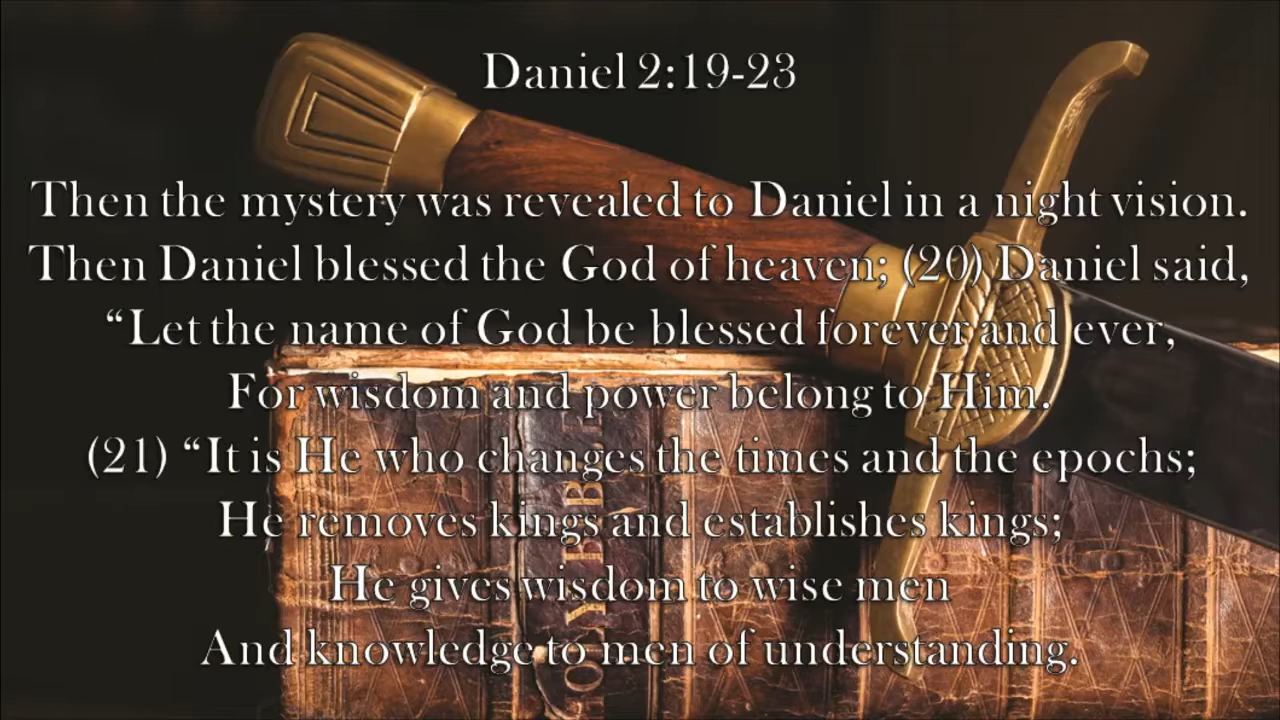 Daniel 2:19-23
Then the mystery was revealed to Daniel in a night vision.
Then Daniel blessed the God of heaven; (20) Daniel said,
“Let the name of God be blessed forever and ever,
For wisdom and power belong to Him.
(21) “It is He who changes the times and the epochs;
He removes kings and establishes kings;
He gives wisdom to wise men
And knowledge to men of understanding.